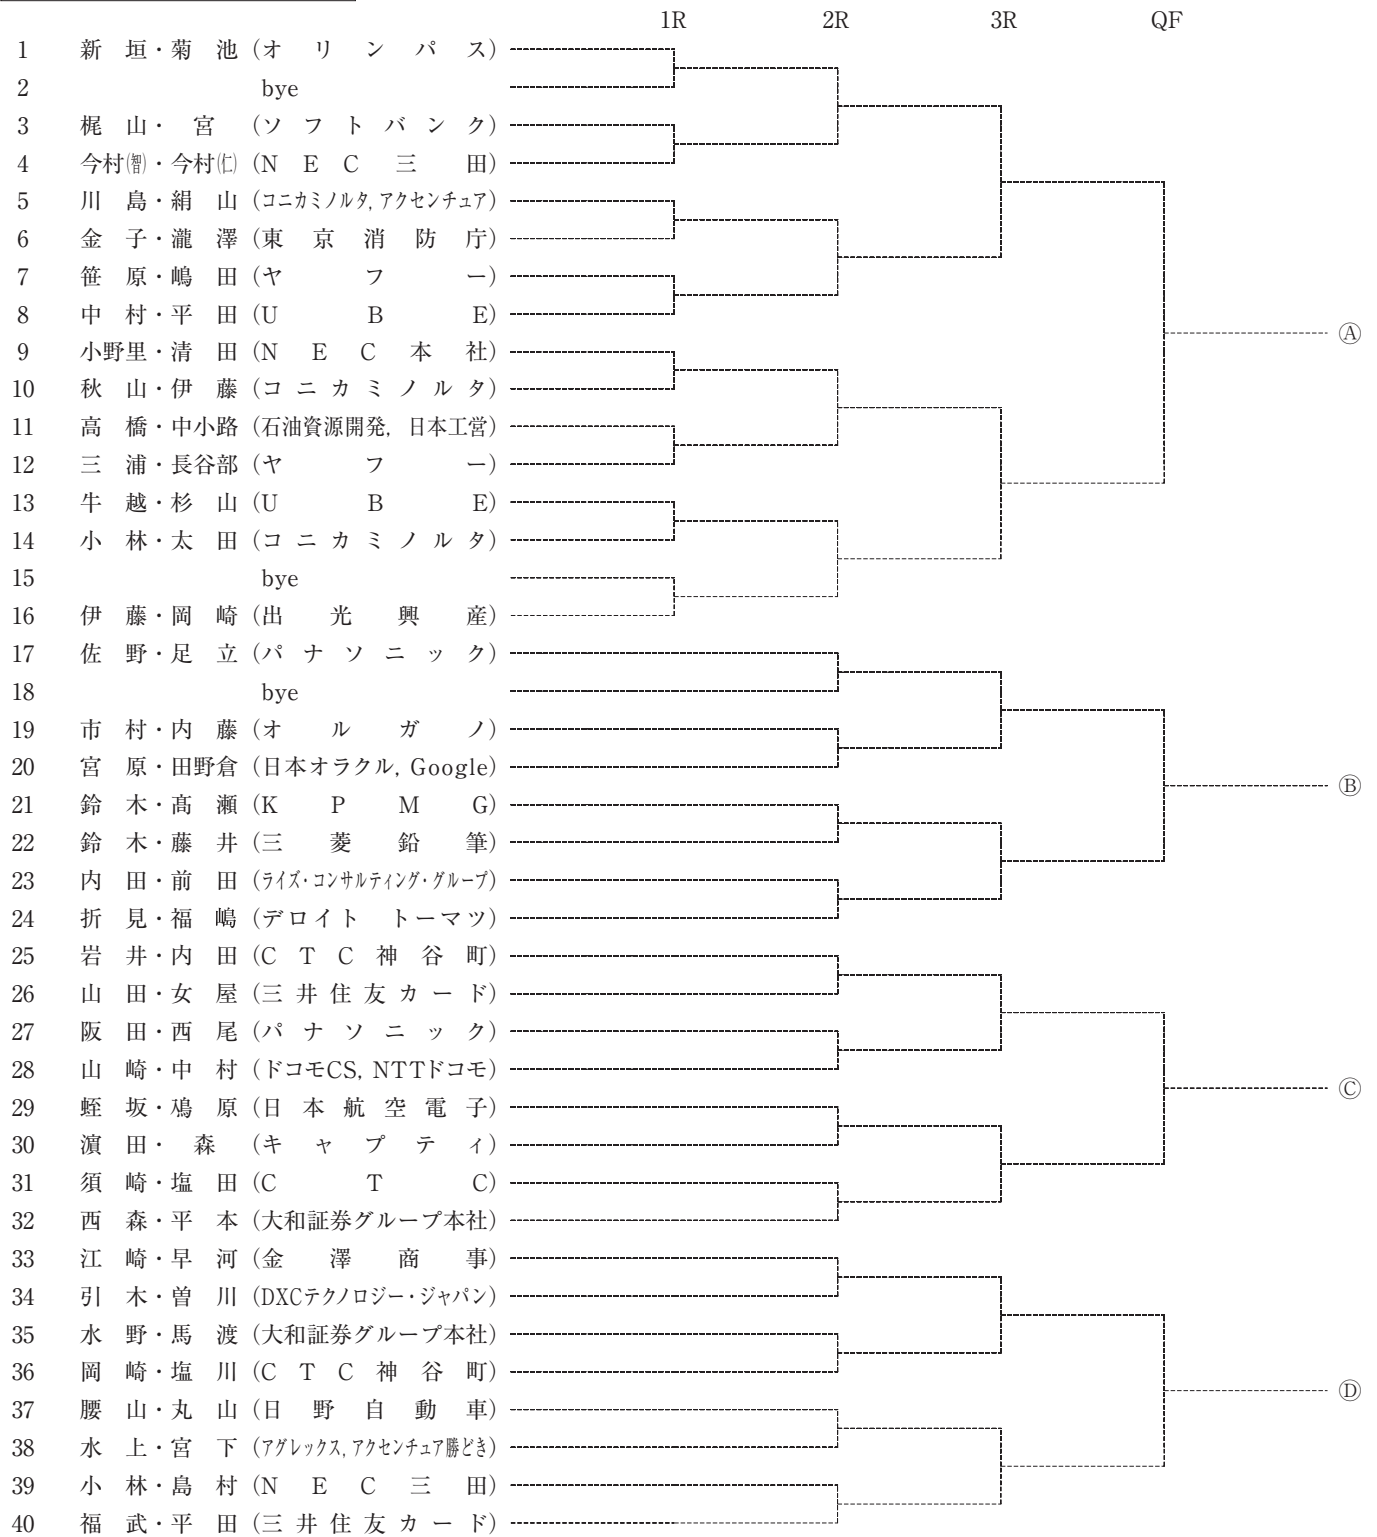 1R 2R 3R QF
1 新垣・菊池(オリンパス)
2 bye
3 梶山・宮(ソフトバンク)
4 今村㈳・今村㈲(NEC三田)
5 川島・絹山(コニカミノルタ, アクセンチュア)
6 金子・瀧澤(東京消防庁)
7 笹原・嶋田(ヤフー)
8 中村・平田(UBE)
Ⓐ
9 小野里・清田(NEC本社)
10 秋山・伊藤(コニカミノルタ)
11 高橋・中小路(石油資源開発, 日本工営)
12 三浦・長谷部(ヤフー)
13 牛越・杉山(UBE)
14 小林・太田(コニカミノルタ)
15 bye
16 伊藤・岡崎(出光興産)
17 佐野・足立(パナソニック)
18 bye
19 市村・内藤(オルガノ)
20 宮原・田野倉(日本オラクル, Google)
Ⓑ
21 鈴木・髙瀬(KPMG)
22 鈴木・藤井(三菱鉛筆)
23 内田・前田(ライズ・コンサルティング・グループ)
24 折見・福嶋(デロイト トーマツ)
25 岩井・内田(CTC神谷町)
26 山田・女屋(三井住友カード)
27 阪田・西尾(パナソニック)
28 山崎・中村(ドコモCS, NTTドコモ)
Ⓒ
29 蛭坂・鳰原(日本航空電子)
30 濵田・森(キャプティ)
31 須崎・塩田(CTC)
32 西森・平本(大和証券グループ本社)
33 江崎・早河(金澤商事)
34 引木・曽川(DXCテクノロジー・ジャパン)
35 水野・馬渡(大和証券グループ本社)
36 岡崎・塩川(CTC神谷町)
Ⓓ
37 腰山・丸山(日野自動車)
38 水上・宮下(アグレックス, アクセンチュア勝どき)
39 小林・島村(NEC三田)
40 福武・平田(三井住友カード)